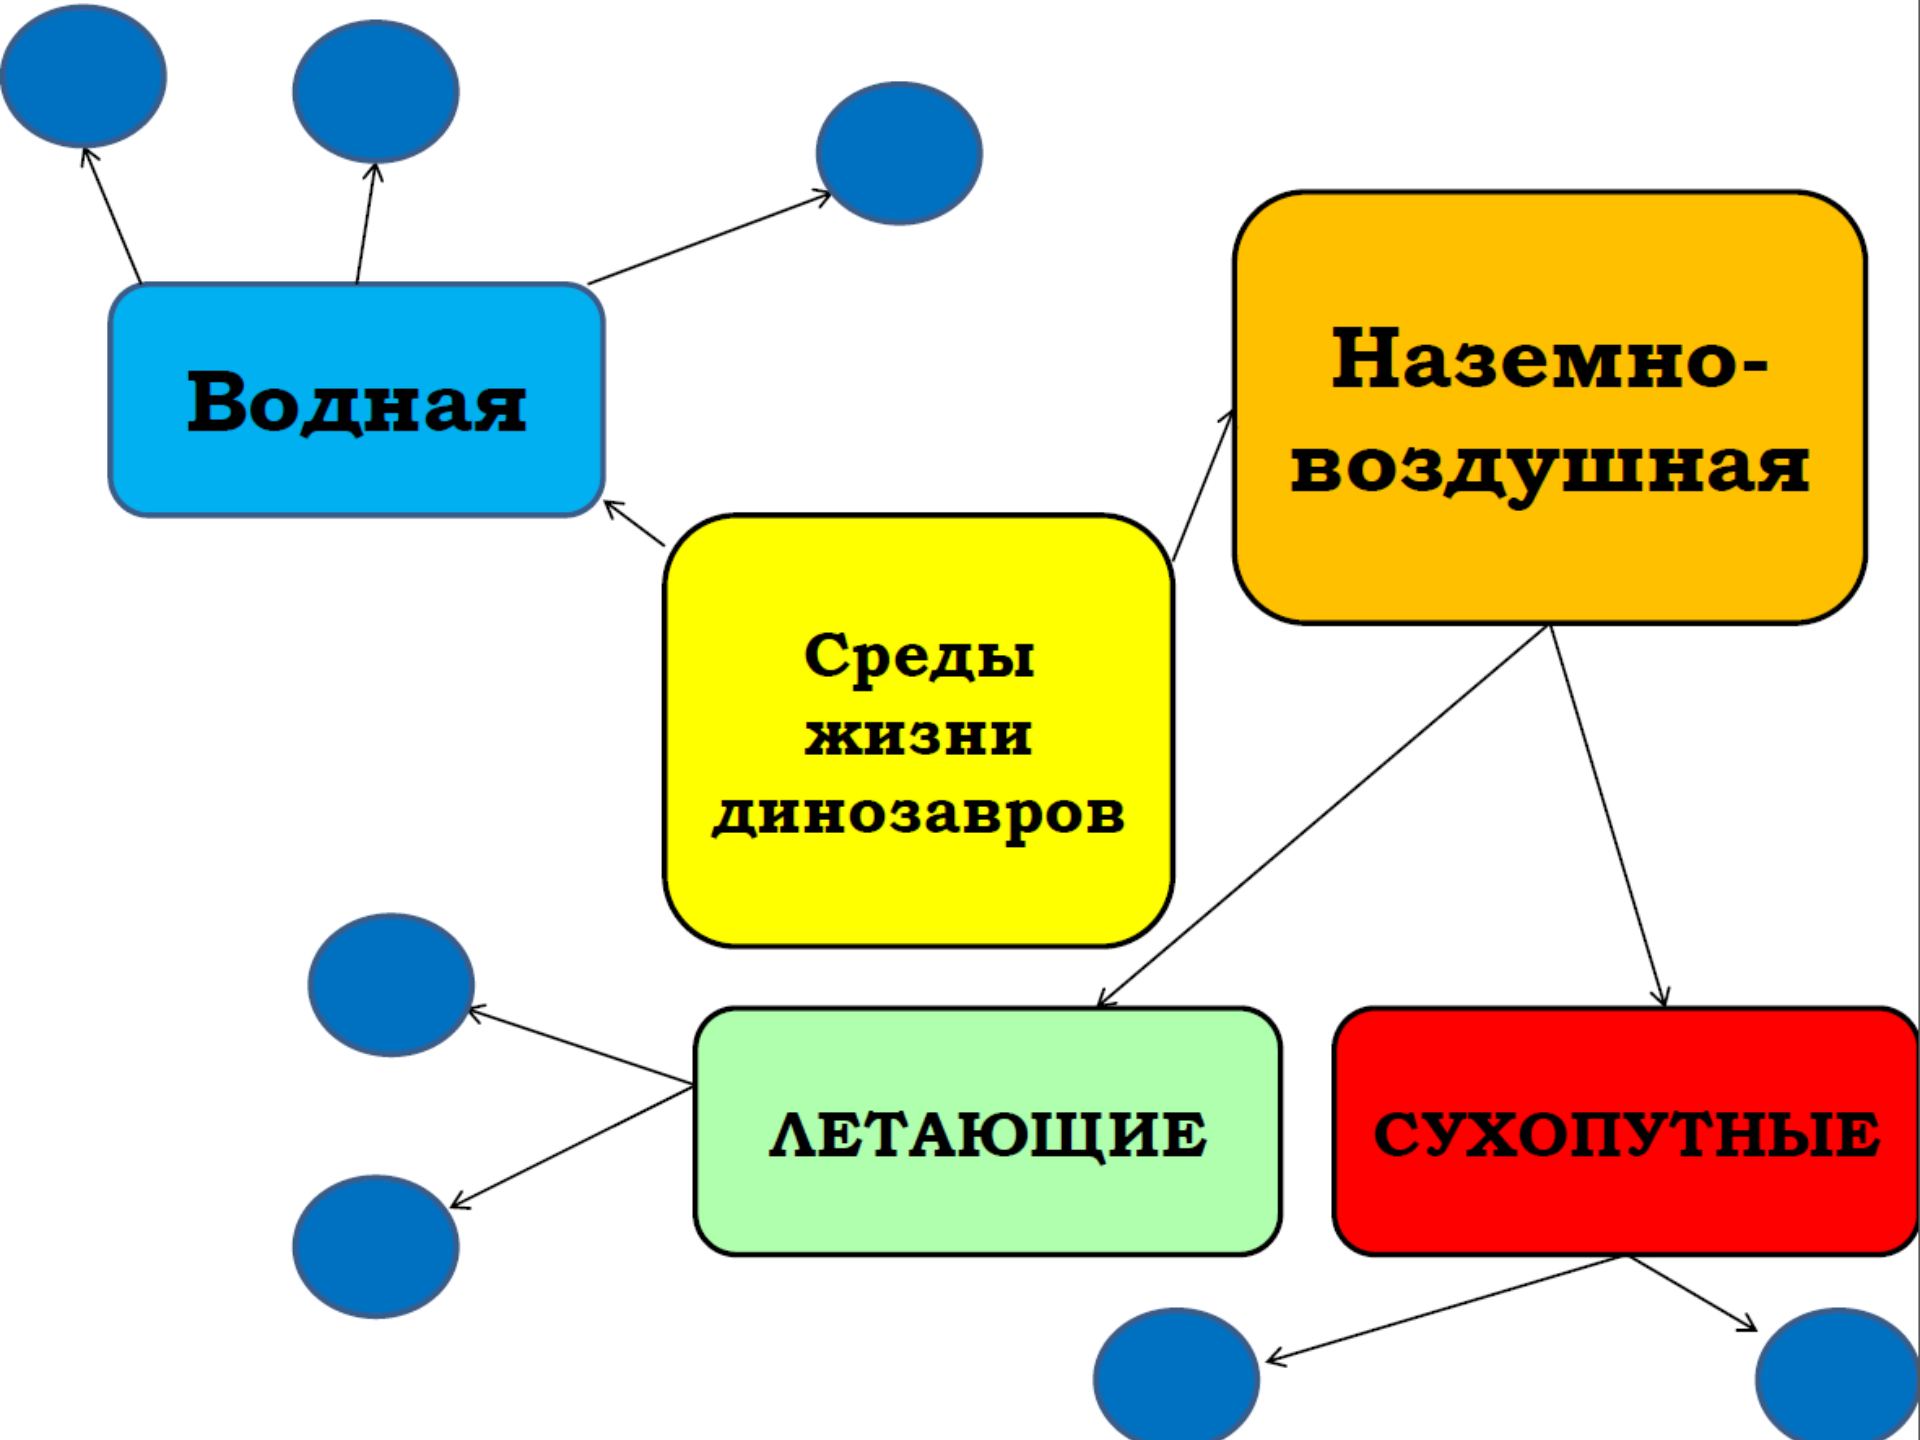 Водная
Наземно-
воздушная
Среды
жизни
динозавров
ЛЕТАЮЩИЕ
СУХОПУТНЫЕ